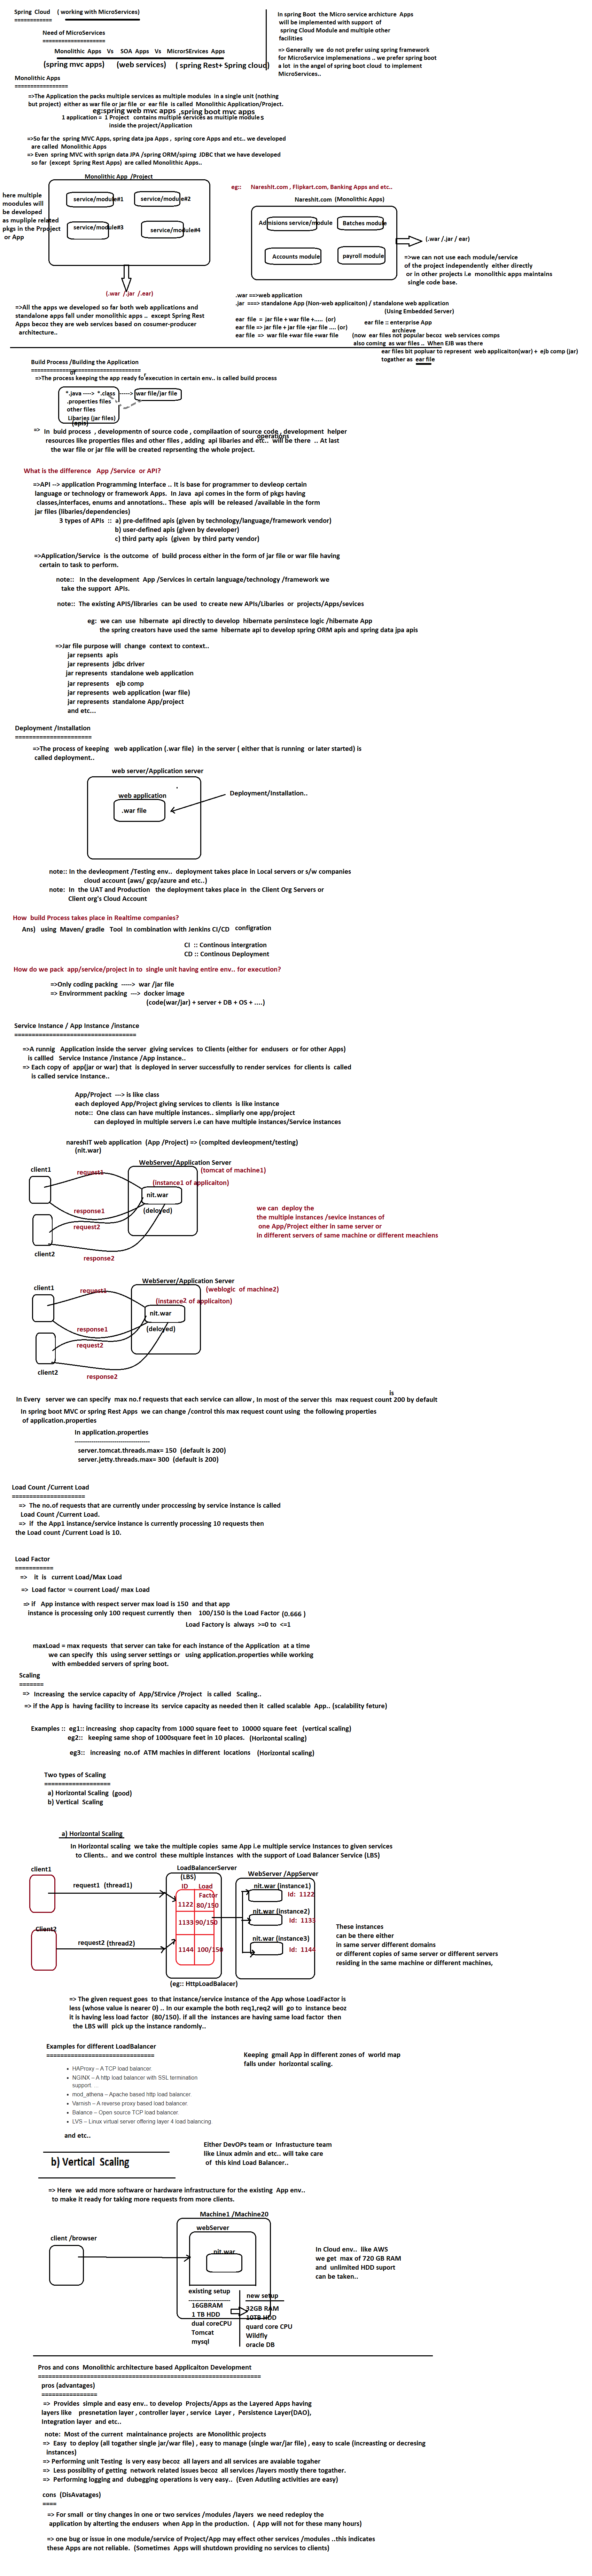 Spring Cloud ( working with MicroServices)
===========
In spring Boot the Micro service archicture Apps
will be implemented with support of
spring Cloud Module and multiple other
facilities
=> Generally we do not prefer using spring framework
for MicroService implemenations .. we prefer spring boot
a lot in the angel of spring boot cloud to implement
MicroServices..
Need of MicroServices
===================
Monolithic Apps Vs SOA Apps Vs MicrorSErvices Apps
(spring mvc apps) (web services) ( spring Rest+ Spring cloud)
Monolithic Apps
================
=>The Application the packs multiple services as multiple modules in a single unit (nothing
but project) either as war file or jar file or ear file is called Monolithic Application/Project.
eg:spring web mvc apps ,spring boot mvc apps
1 application = 1 Project contains multiple services as multiple modules
inside the project/Application
=>So far the spring MVC Apps, spring data jpa Apps , spring core Apps and etc.. we developed
are called Monolithic Apps
=> Even spring MVC with sprign data JPA /spring ORM/spirng JDBC that we have developed
so far (except Spring Rest Apps) are called Monolithic Apps..
Monolithic App /Project
here multiple
moodules will
be developed
as mupliple related
pkgs in the Prpoject
or App
service/module#1
service/module#2
service/module#3
service/module#4
(.war /.jar /.ear)
eg:: Nareshit.com , Flipkart.com, Banking Apps and etc..
Nareshit.com (Monolithic Apps)
Admisions service/module
Batches module
Accounts module
payroll module
(.war /.jar / ear)
=>we can not use each module/service
of the project independently either directly
or in other projects i.e monolithic apps maintains
single code base.
=>All the apps we developed so far both web applications and
standalone apps fall under monolithic apps .. except Spring Rest
Apps becoz they are web services based on cosumer-producer
architecture..
.war ==>web application
.jar ===> standalone App (Non-web applicaiton) / standalone web application
(Using Embedded Server)
ear file = jar file + war file +..... (or)
ear file => jar file + jar file +jar file .... (or)
ear file => war file +war file +war file
ear file :: enterprise App
archieve
(now ear files not popular becoz web services comps
also coming as war files .. When EJB was there
ear files bit popluar to represent web applicaiton(war) + ejb comp (jar)
togather as ear file
Build Process /Building the Application
==============================
of
=>The process keeping the app ready fo execution in certain env.. is called build process
r
*.java ----> *.class -----> war file/jar file
.properties files
other files
Libaries (jar files)
(apis)
=> In buid process , developmentn of source code , compilaation of source code , development helper
resources like properties files and other files , adding api libaries and etc.. will be there .. At last
operations
the war file or jar file will be created reprsenting the whole project.
What is the difference App /Service or API?
=>API --> application Programming Interface .. It is base for programmer to devleop certain
language or technology or framework Apps. In Java api comes in the form of pkgs having
classes,interfaces, enums and annotations.. These apis will be released /available in the form
jar files (libaries/dependencies)
3 types of APIs :: a) pre-defifned apis (given by technology/language/framework vendor)
b) user-defined apis (given by developer)
c) third party apis (given by third party vendor)
=>Application/Service is the outcome of build process either in the form of jar file or war file having
certain to task to perform.
note:: In the development App /Services in certain language/technology /framework we
take the support APIs.
note:: The existing APIS/libraries can be used to create new APIs/Libaries or projects/Apps/sevices
eg: we can use hibernate api directly to develop hibernate persinstece logic /hibernate App
the spring creators have used the same hibernate api to develop spring ORM apis and spring data jpa apis
=>Jar file purpose will change context to context..
jar repsents apis
jar represents jdbc driver
jar represents standalone web application
jar represents ejb comp
jar represents web application (war file)
jar represents standalone App/project
and etc...
Deployment /Installation
======================
=>The process of keeping web application (.war file) in the server ( either that is running or later started) is
called deployment..
web server/Application server
web application
.war file
Deployment/Installation..
note:: In the devleopment /Testing env.. deployment takes place in Local servers or s/w companies
cloud account (aws/ gcp/azure and etc..)
note: In the UAT and Production the deployment takes place in the Client Org Servers or
Client org's Cloud Account
How build Process takes place in Realtime companies?
Ans) using Maven/ gradle Tool In combination with Jenkins CI/CD configration
CI :: Continous intergration
CD :: Continous Deployment
How do we pack app/service/project in to single unit having entire env.. for execution?
=>Only coding packing -----> war /jar file
=> Envirormment packing ---> docker image
(code(war/jar) + server + DB + OS + ....)
Service Instance / App Instance /instance
===================================
=>A runnig Application inside the server giving services to Clients (either for endusers or for other Apps)
is callled Service Instance /instance /App instance..
=> Each copy of app(jar or war) that is deployed in server successfully to render services for clients is called
is called service Instance..
App/Project ---> is like class
each deployed App/Project giving services to clients is like instance
note:: One class can have multiple instances.. simpliarly one app/project
can deployed in multiple servers i.e can have multiple instances/Service instances
nareshIT web application (App /Project) => (complted devleopment/testing)
(nit.war)
WebServer/Application Server
(tomcat of machine1)
client1
request1
(instance1 of applicaiton)
nit.war
response1
(deloyed)
request2
client2
response2
we can deploy the
the multiple instances /sevice instances of
one App/Project either in same server or
in different servers of same machine or different meachiens
WebServer/Application Server
(weblogic of machine2)
client1
request1
(instance2 of applicaiton)
nit.war
response1
(deloyed)
request2
client2
response2
is
In Every server we can specify max no.f requests that each service can allow , In most of the server this max request count 200 by default
In spring boot MVC or spring Rest Apps we can change /control this max request count using the following properties
of application.properties
In application.properties
----------------------------------
server.tomcat.threads.max= 150 (default is 200)
server.jetty.threads.max= 300 (default is 200)
Load Count /Current Load
=====================
=> The no.of requests that are currently under proccessing by service instance is called
Load Count /Current Load.
=> if the App1 instance/service instance is currently processing 10 requests then
the Load count /Current Load is 10.
Load Factor
===========
=> it is current Load/Max Load
=> Load factor = courrent Load/ max Load
=> if App instance with respect server max load is 150 and that app
instance is processing only 100 request currently then 100/150 is the Load Factor (0.666 )
Load Factory is always >=0 to <=1
maxLoad = max requests that server can take for each instance of the Application at a time
we can specify this using server settings or using application.properties while working
with embedded servers of spring boot.
Scaling
=======
=> Increasing the service capacity of App/SErvice /Project is called Scaling..
=> if the App is having facility to increase its service capacity as needed then it called scalable App.. (scalability feture)
Examples :: eg1:: increasing shop capacity from 1000 square feet to 10000 square feet (vertical scaling)
eg2:: keeping same shop of 1000square feet in 10 places. (Horizontal scaling)
eg3:: increasing no.of ATM machies in different locations (Horizontal scaling)
Two types of Scaling
===================
a) Horizontal Scaling (good)
b) Vertical Scaling
a) Horizontal Scaling
In Horizontal scaling we take the multiple copies same App i.e multiple service Instances to given services
to Clients.. and we control these multiple instances with the support of Load Balancer Service (LBS)
client1
LoadBalancerServer
(LBS)
WebServer /AppServer
ID Load
Factor
request1 (thread1)
nit.war (instance1)
Id: 1122
1122 80/150
nit.war (instance2)
1133 90/150
Id: 1133
Client2
request2 (thread2)
nit.war (instance3)
1144 100/150
Id: 1144
(eg:: HttpLoadBalacer)
These instances
can be there either
in same server different domains
or different copies of same server or different servers
residing in the same machine or different machines,
=> The given request goes to that instance/service instance of the App whose LoadFactor is
less (whose value is nearer 0) .. In our example the both req1,req2 will go to instance beoz
it is having less load factor (80/150). if all the instances are having same load factor then
the LBS will pick up the instance randomly..
Examples for different LoadBalancer
===============================
• HAProxy – A TCP load balancer.
• NGINX – A http load balancer with SSL termination
support.
• mod_athena – Apache based http load balancer.
• Varnish – A reverse proxy based load balancer.
• Balance – Open source TCP load balancer.
• LVS – Linux virtual server offering layer 4 load balancing.
and etc..
Keeping gmail App in different zones of world map
falls under horizontal scaling.
Either DevOPs team or Infrastucture team
like Linux admin and etc.. will take care
of this kind Load Balancer..
b) Vertical Scaling
=> Here we add more software or hardware infrastructure for the existing App env..
to make it ready for taking more requests from more clients.
Machine1 /Machine20
webServer
client /browser
nit.war
existing setup
16GBRAM
1 TB HDD
dual coreCPU
Tomcat
mysql
new setup
32GB RAM
10TB HDD
quard core CPU
Wildfly
oracle DB
In Cloud env.. like AWS
we get max of 720 GB RAM
and unlimited HDD suport
can be taken..
Pros and cons Monolithic architecture based Applicaiton Development
================================================================
pros (advantages)
================
=> Provides simple and easy env.. to develop Projects/Apps as the Layered Apps having
layers like presnetation layer , controller layer , service Layer , Persistence Layer(DAO),
Integration layer and etc..
note: Most of the current maintainance projects are Monolithic projects
=> Easy to deploy (all togather single jar/war file) , easy to manage (single war/jar file) , easy to scale (increasting or decresing
instances)
=> Performing unit Testing is very easy becoz all layers and all services are avaiable togaher
=> Less possiblity of getting network related issues becoz all services /layers mostly there togather.
=> Performing logging and dubegging operations is very easy.. (Even Adutiing activities are easy)
cons (DisAvatages)
====
=> For small or tiny changes in one or two services /modules /layers we need redeploy the
application by alterting the endusers when App in the production. ( App will not for these many hours)
=> one bug or issue in one module/service of Project/App may effect other services /modules ..this indicates
these Apps are not reliable. (Sometimes Apps will shutdown providing no services to clients)